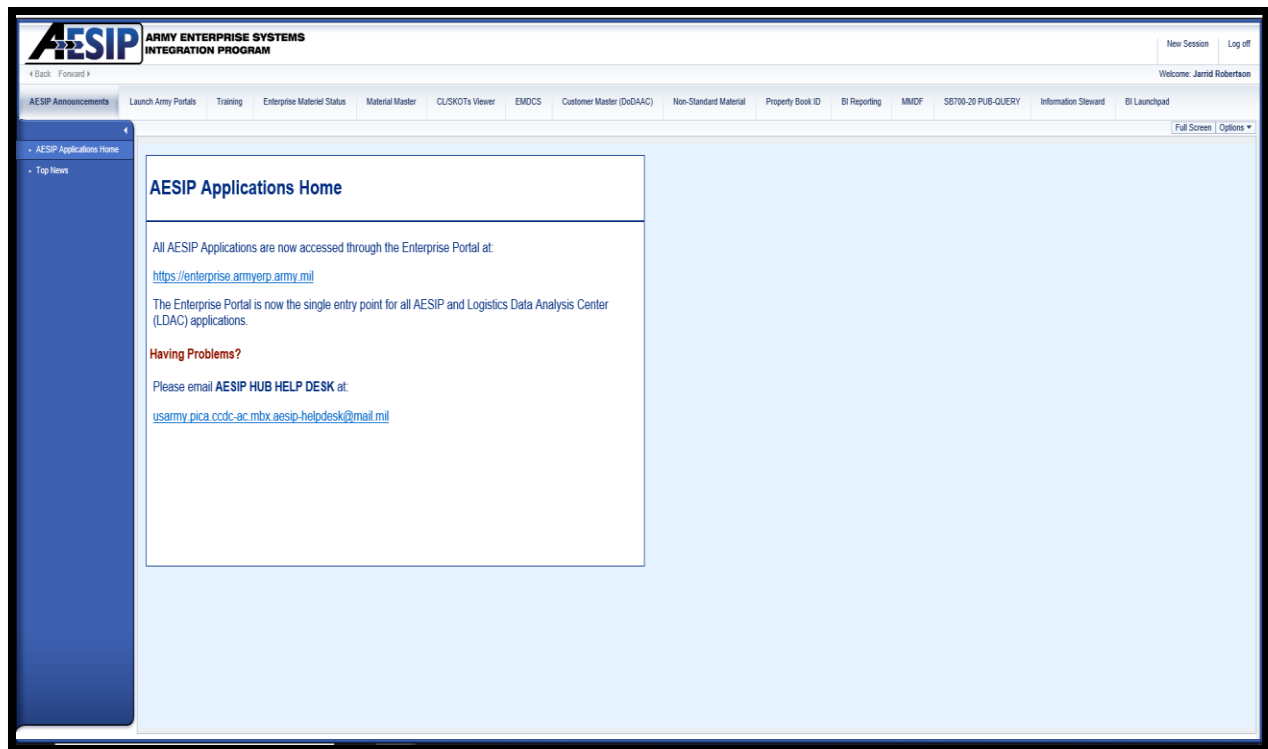 AESIP ARMY ENTERPRISE SYSTEMS
INTEGRATION PROGRAM
New Session Log off
Back Forward
Welcome: Jarrid Robertson
AESIP Announcements Launch Army Portals Training Enterprise Materiel Status Material Master CL/SKOTs Viewer EMDCS Customer Master (DoDAAC) Non-Standard Material Property Book ID BI Reporting MMDF SB700-20 PUB-QUERY Information Steward BI Launchpad
Full Screen Options
AESIP Applications Home
Top News
AESIP Applications Home
All AESIP Applications are now accessed through the Enterprise Portal at:
https://enterprise.armyerp.army.mil
The Enterprise Portal is now the single entry point for all AESIP and Logistics Data Analysis Center
(LDAC) applications.
Having Problems?
Please email AESIP HUB HELP DESK at:
usarmy.pica.ccdc-ac.mbx.aesip-helpdesk@mail.mil